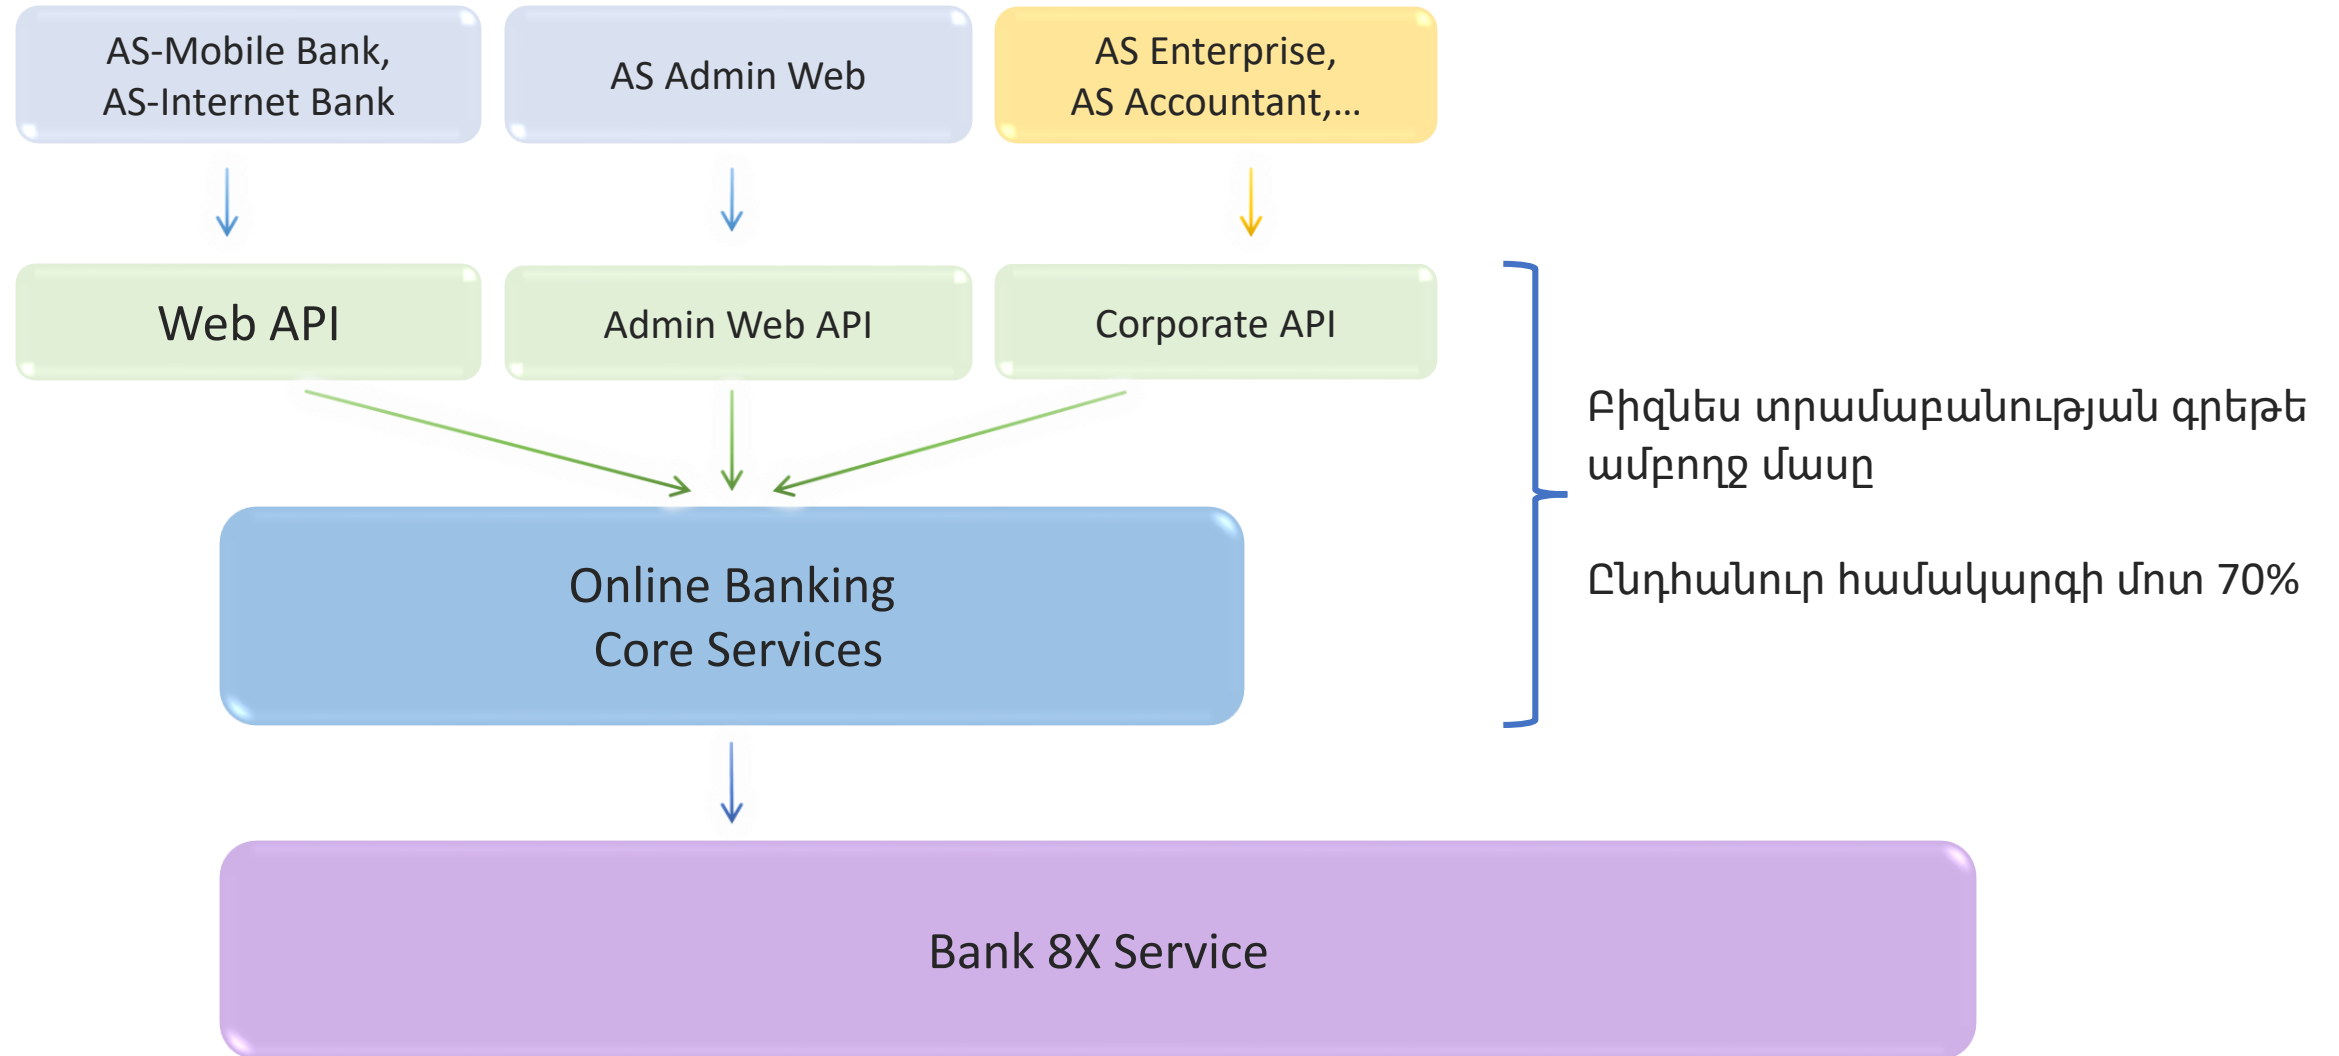 AS-Mobile Bank,
AS-Internet Bank
AS Admin Web
AS Enterprise,
AS Accountant,...
Web API
Admin Web API
Corporate API
Բիզնես տրամաբանության գրեթե
ամբողջ մասը
Ընդհանուր համակարգի մոտ 70%
Online Banking
Core Services
Bank 8X Service